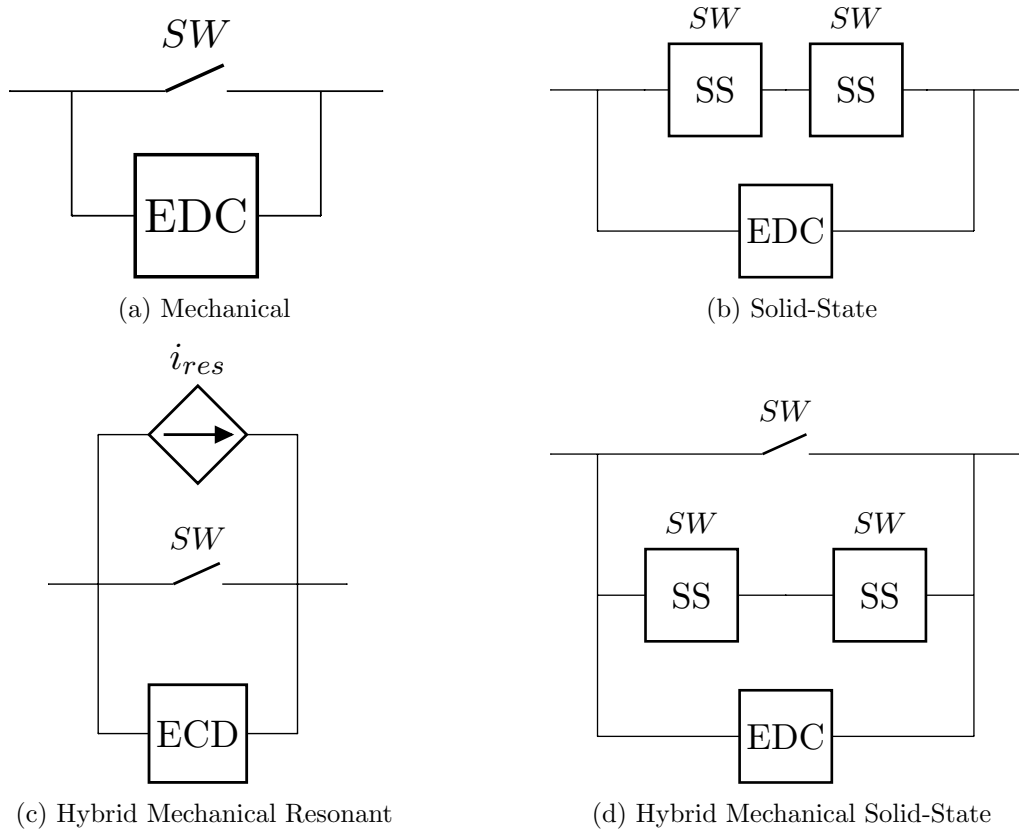 SW
EDC
(a) Mechanical
SW SW
SS SS
EDC
(b) Solid-State
i_res
SW
ECD
(c) Hybrid Mechanical Resonant
SW
SW SW
SS SS
EDC
(d) Hybrid Mechanical Solid-State